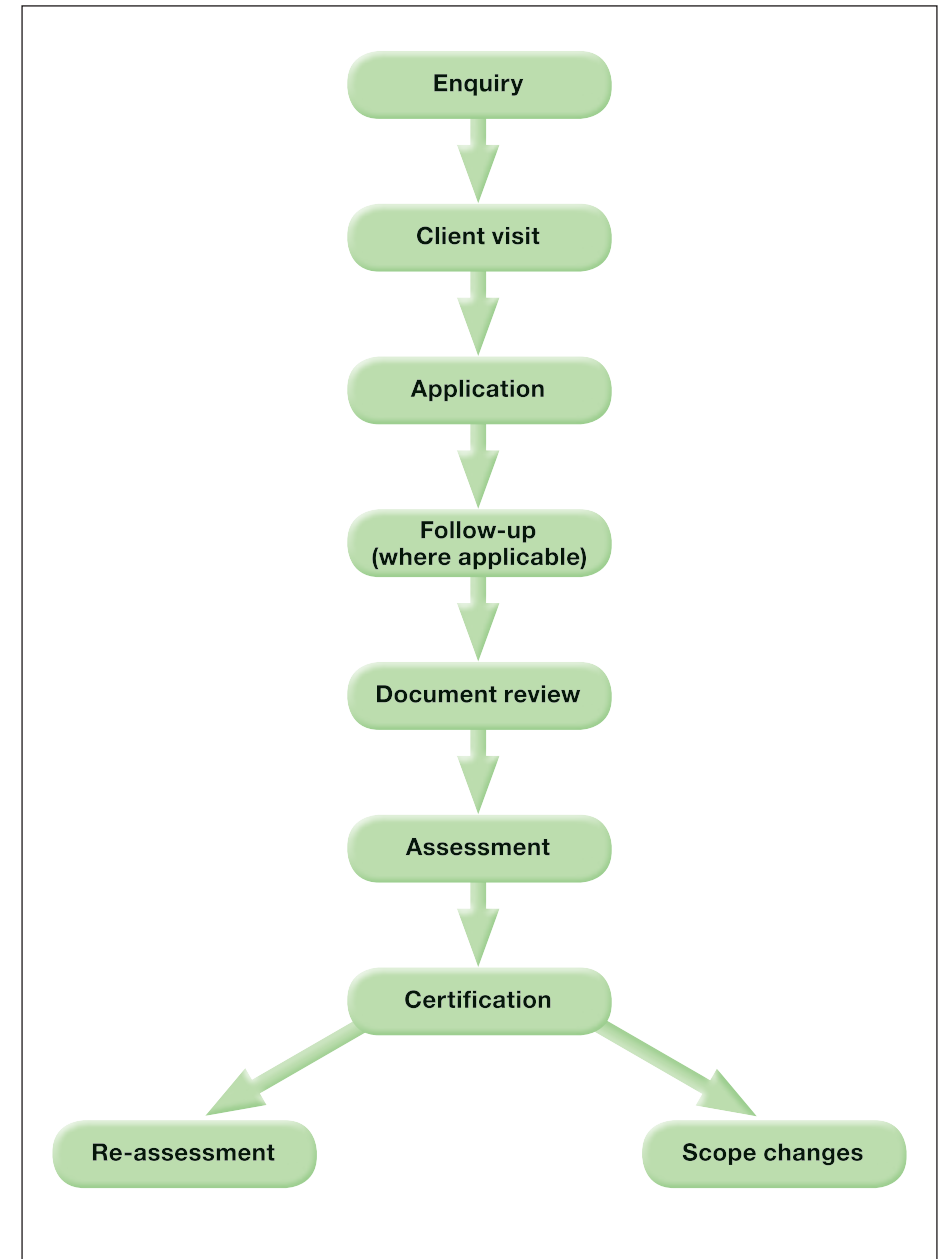 Enquiry
Client visit
Application
Follow-up
(where applicable)
Document review
Assessment
Certification
Re-assessment
Scope changes